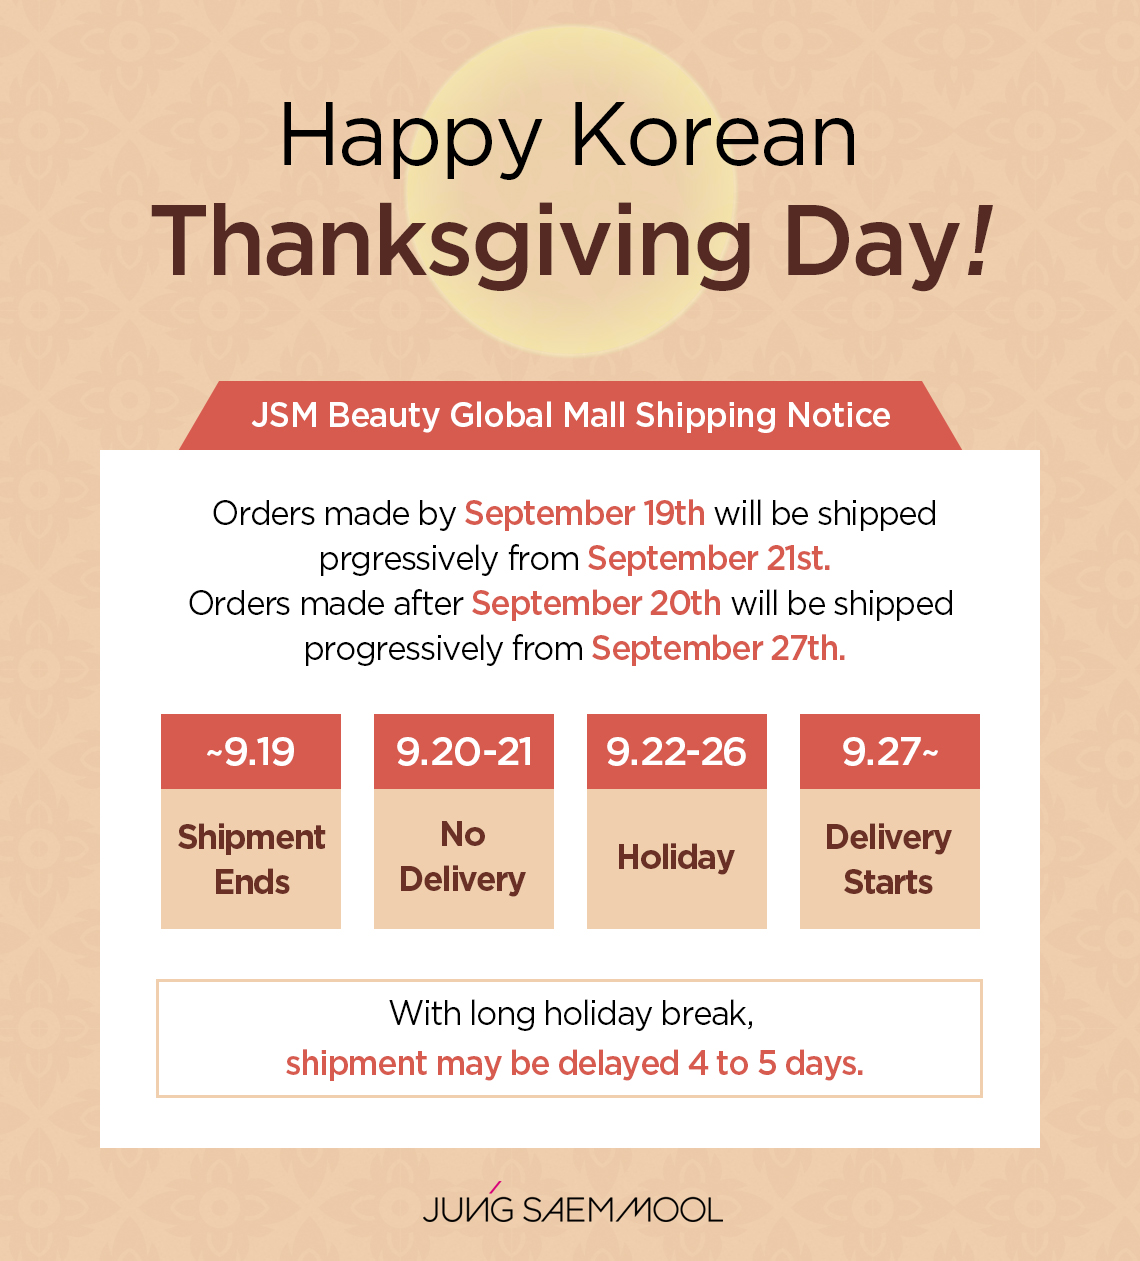 Happy Korean
Thanksgiving Day!
JSM Beauty Global Mall Shipping Notice
Orders made by September 19th will be shipped
prgressively from September 21st.
Orders made after September 20th will be shipped
progressively from September 27th.
~9.19
Shipment
Ends
9.20-21
No
Delivery
9.22-26
Holiday
9.27~
Delivery
Starts
With long holiday break,
shipment may be delayed 4 to 5 days.
JUNG SAEM MOOL